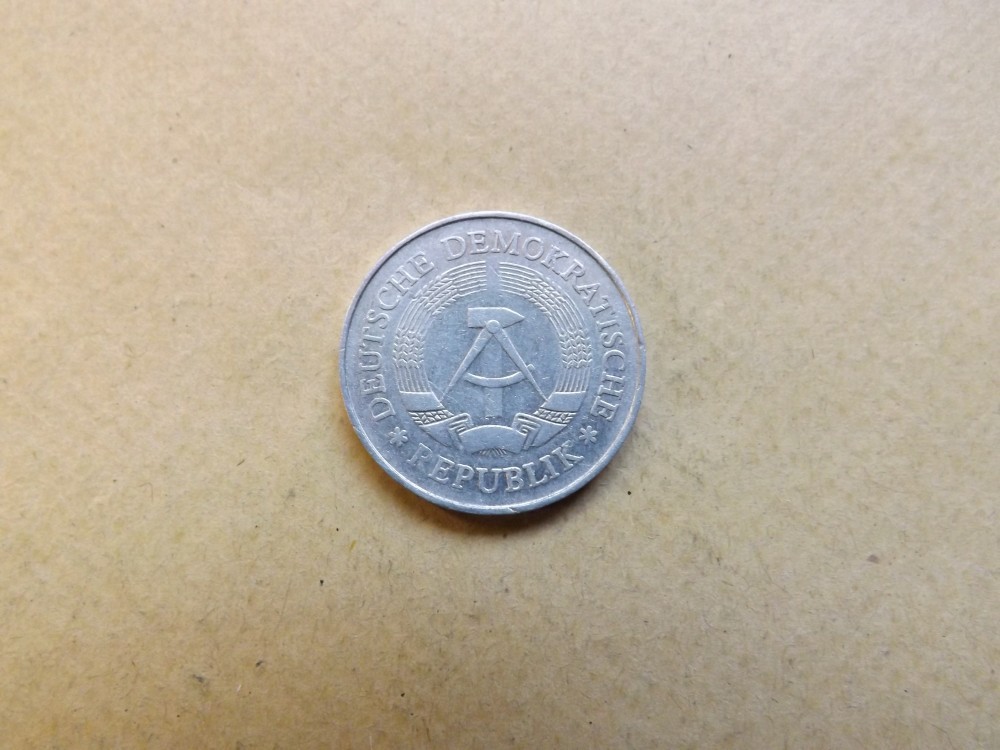 DEUTSCHE DEMOKRATISCHE
* REPUBLIK *